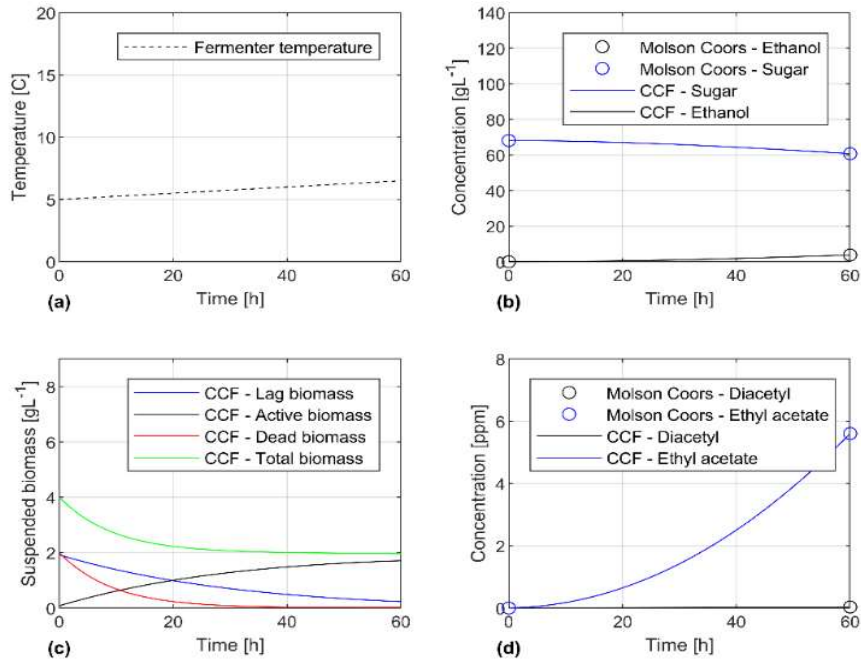 20
15
10
5
0
Temperature [C]
Fermenter temperature
0 20 40 60
Time [h]
(a)
140
120
100
80
60
40
20
0
Concentration [gL⁻¹]
Molson Coors - Ethanol
Molson Coors - Sugar
CCF - Sugar
CCF - Ethanol
0 20 40 60
Time [h]
(b)
8
6
4
2
0
Suspended biomass [gL⁻¹]
CCF - Lag biomass
CCF - Active biomass
CCF - Dead biomass
CCF - Total biomass
0 20 40 60
Time [h]
(c)
8
6
4
2
0
Concentration [ppm]
Molson Coors - Diacetyl
Molson Coors - Ethyl acetate
CCF - Diacetyl
CCF - Ethyl acetate
0 20 40 60
Time [h]
(d)